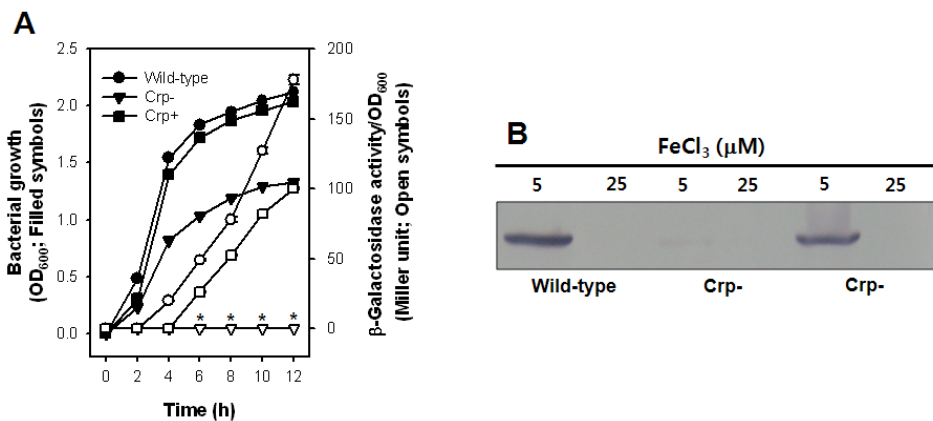 A
Bacterial growth
(OD600; Filled symbols)
2.5
2.0
1.5
1.0
0.5
0.0
Wild-type
Crp-
Crp+
* * * *
200
150
100
50
0
β-Galactosidase activity/OD600
(Miller unit; Open symbols)
0 2 4 6 8 10 12
Time (h)
B
FeCl3 (μM)
5 25 5 25 5 25
Wild-type Crp- Crp-